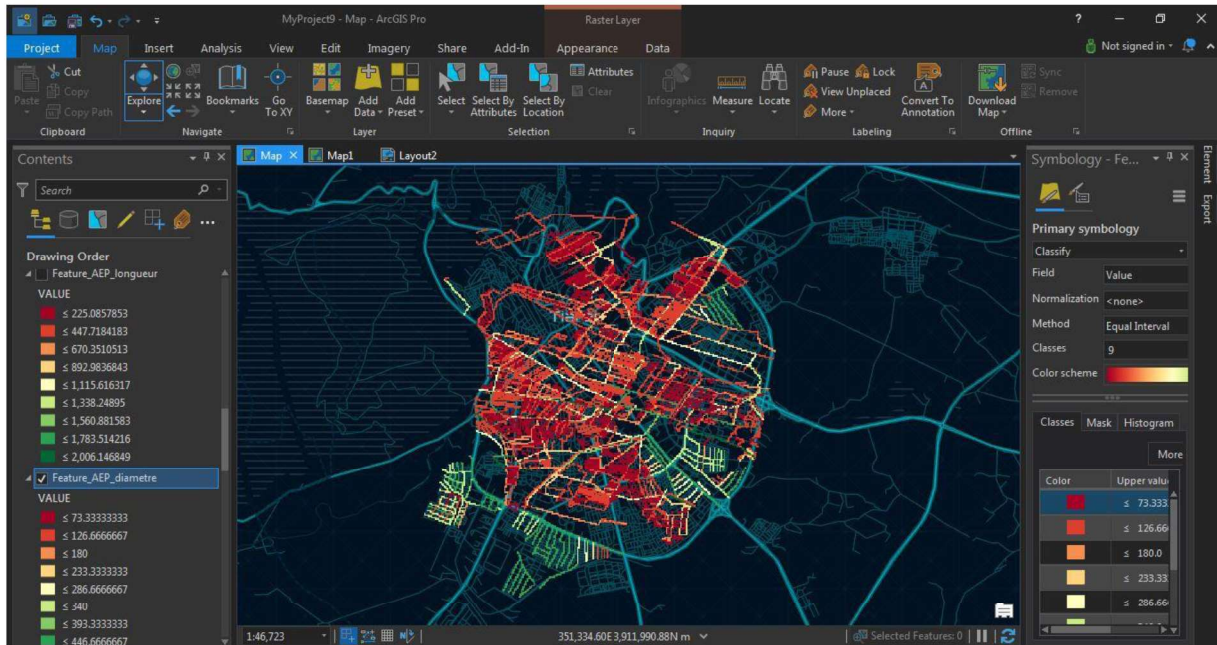 MyProject9 - Map - ArcGIS Pro
Raster Layer
?
Project Map Insert Analysis View Edit Imagery Share Add-In Appearance Data
Not signed in
Paste
Cut
Copy
Copy Path
Clipboard
Explore
Bookmarks
Go To XY
Navigate
Basemap
Add Data
Add Preset
Layer
Select
Select By Attributes
Select By Location
Attributes
Clear
Selection
Infographics
Measure
Locate
Inquiry
Pause
Lock
View Unplaced
More
Convert To Annotation
Labeling
Download Map
Sync
Remove
Offline
Contents
Search
Drawing Order
Feature_AEP_longueur
VALUE
≤ 225.0857853
≤ 447.7184183
≤ 670.3510513
≤ 892.9836843
≤ 1,115.616317
≤ 1,338.24895
≤ 1,560.881583
≤ 1,783.514216
≤ 2,006.146849
Feature_AEP_diametre
VALUE
≤ 73.33333333
≤ 126.6666667
≤ 180
≤ 233.3333333
≤ 286.6666667
≤ 340
≤ 393.3333333
≤ 446.6666667
Map
Map1
Layout2
1:46,723
351,334.60E 3,911,990.88N m
Selected Features: 0
Symbology - Fe...
Primary symbology
Classify
Field Value
Normalization <none>
Method Equal Interval
Classes 9
Color scheme
Classes Mask Histogram
More
Color Upper valu
≤ 73.333
≤ 126.66
≤ 180.0
≤ 233.33
≤ 286.66
Element
Export